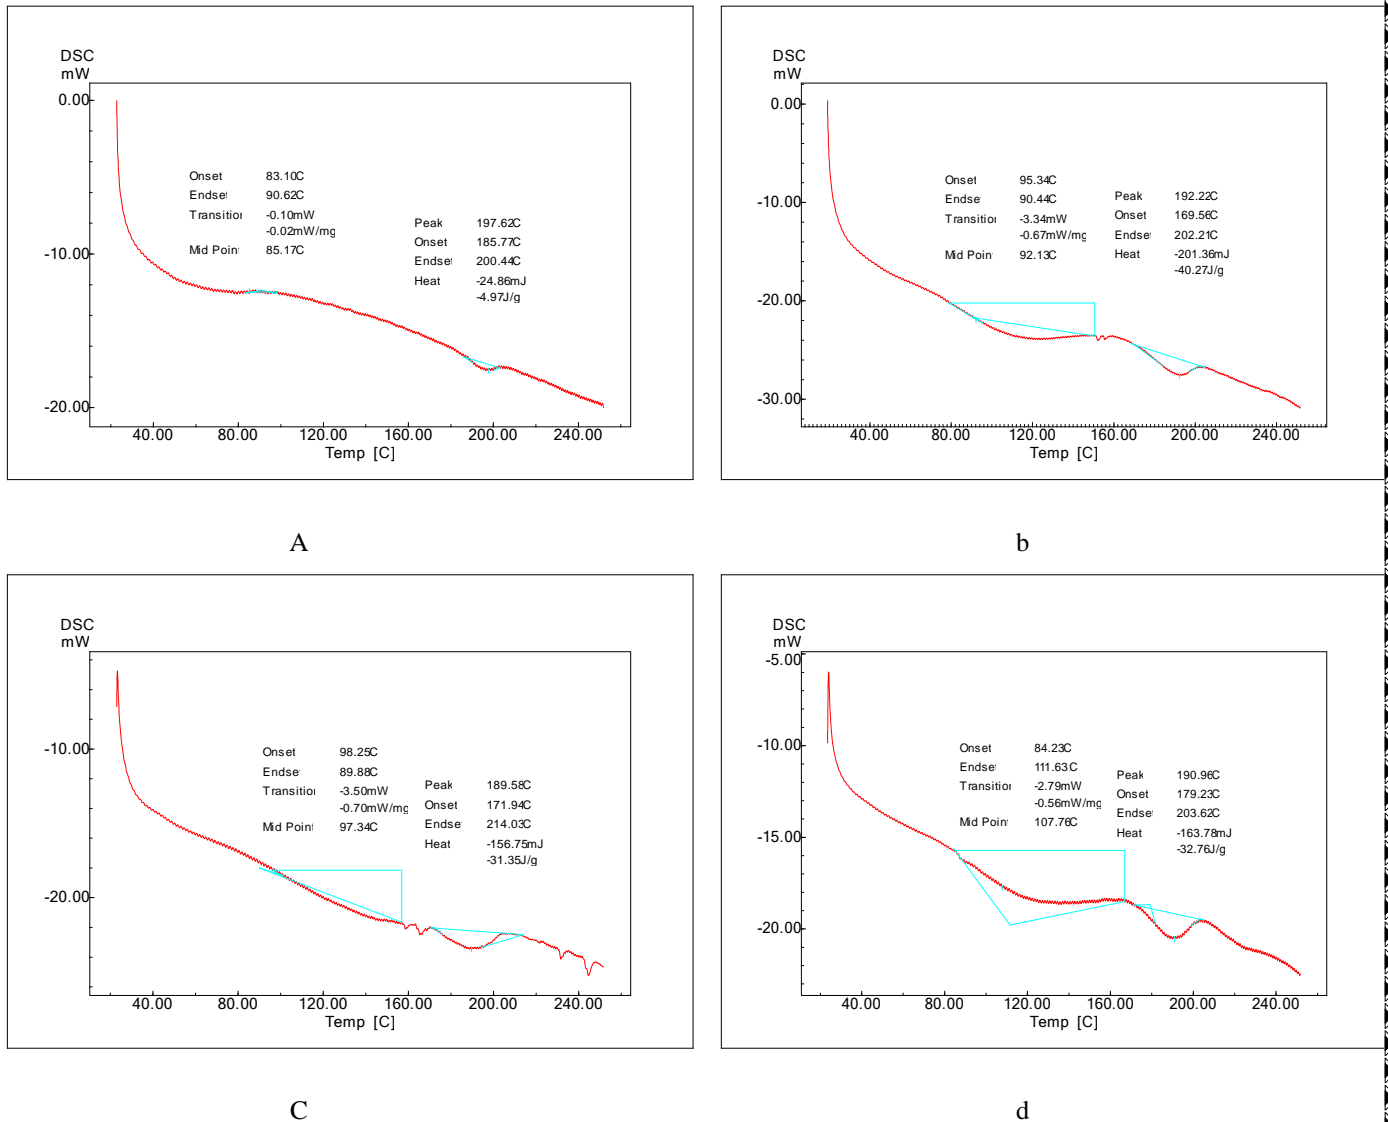 DSC
mW
0.00
-10.00
-20.00
Onset 83.10C
Endset 90.62C
Transition -0.10mW
-0.02mW/mg
Mid Point 85.17C
Peak 197.62C
Onset 185.77C
Endset 200.44C
Heat -24.86mJ
-4.97J/g
40.00 80.00 120.00 160.00 200.00 240.00
Temp [C]
A
DSC
mW
0.00
-10.00
-20.00
-30.00
Onset 95.34C
Endset 90.44C
Transition -3.34mW
-0.67mW/mg
Mid Point 92.13C
Peak 192.22C
Onset 169.56C
Endset 202.21C
Heat -201.36mJ
-40.27J/g
40.00 80.00 120.00 160.00 200.00 240.00
Temp [C]
b
DSC
mW
-10.00
-20.00
Onset 98.25C
Endset 89.88C
Transition -3.50mW
-0.70mW/mg
Mid Point 97.34C
Peak 189.58C
Onset 171.94C
Endset 214.03C
Heat -156.75mJ
-31.35J/g
40.00 80.00 120.00 160.00 200.00 240.00
Temp [C]
C
DSC
mW
-5.00
-10.00
-15.00
-20.00
Onset 84.23C
Endset 111.63C
Transition -2.79mW
-0.56mW/mg
Mid Point 107.76C
Peak 190.96C
Onset 179.23C
Endset 203.62C
Heat -163.78mJ
-32.76J/g
40.00 80.00 120.00 160.00 200.00 240.00
Temp [C]
d